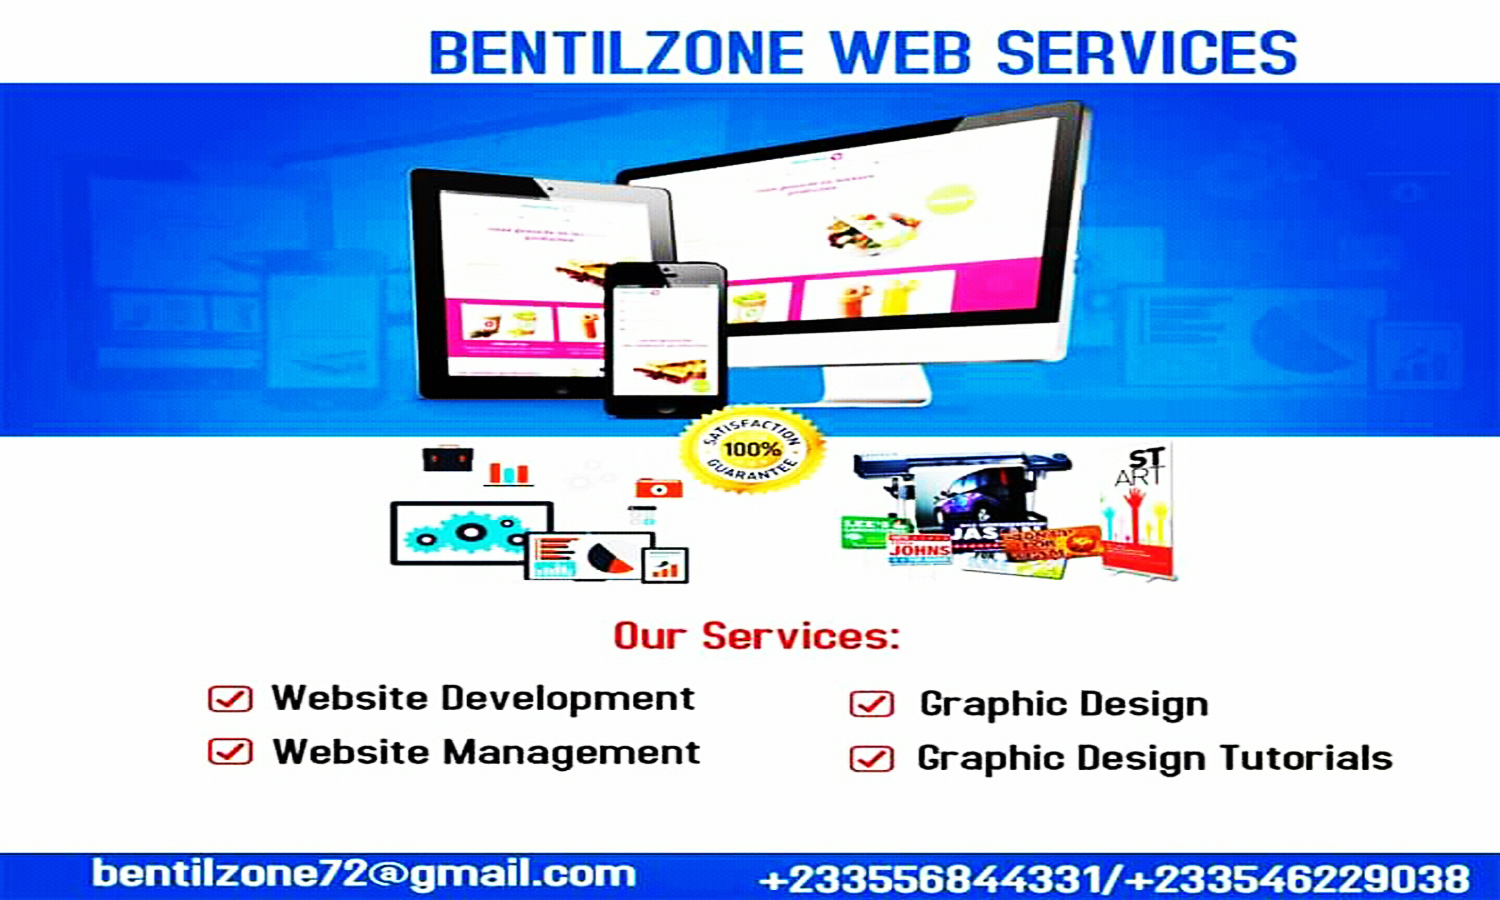 BENTILZONE WEB SERVICES
SATISFACTION
100%
GUARANTEE
ST
ART
JOHNS
Our Services:
Website Development
Graphic Design
Website Management
Graphic Design Tutorials
bentilzone72@gmail.com
+233556844331/+233546229038